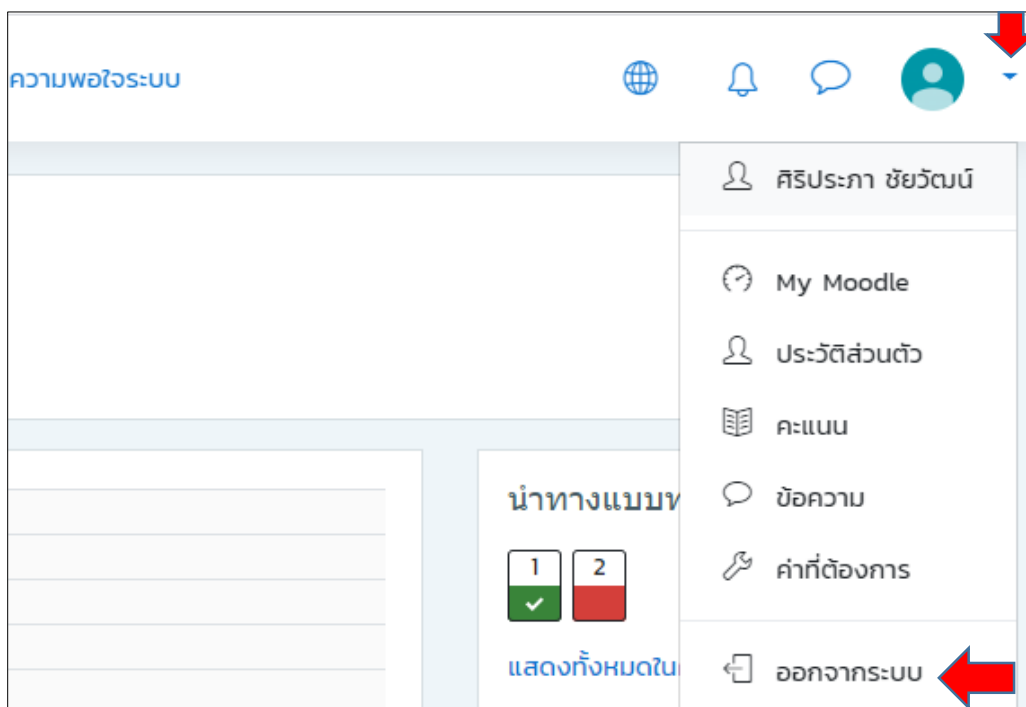 ความพอใจระบบ
ศิริประภา ชัยวัฒน์
My Moodle
ประวัติส่วนตัว
คะแนน
ข้อความ
ค่าที่ต้องการ
ออกจากระบบ
นำทางแบบท
1 2
แสดงทั้งหมดใน